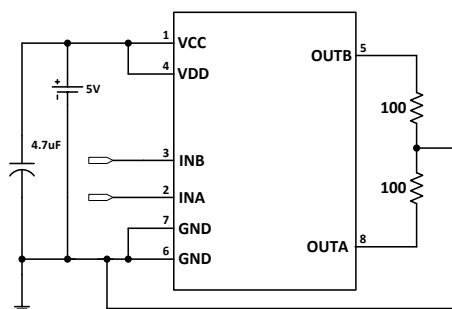 1
VCC
4
VDD
5
OUTB
+
-
5V
100
4.7uF
3
INB
2
INA
100
7
GND
6
GND
8
OUTA